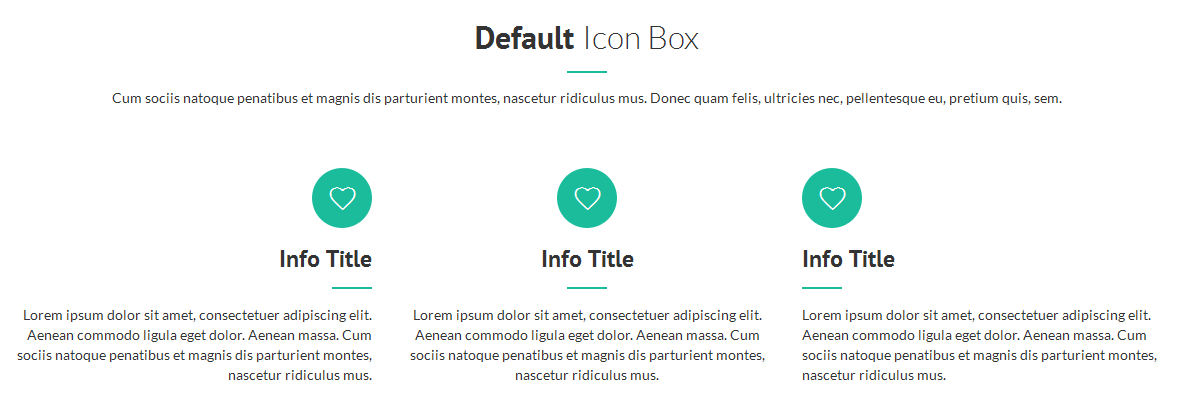 Default Icon Box
Cum sociis natoque penatibus et magnis dis parturient montes, nascetur ridiculus mus. Donec quam felis, ultricies nec, pellentesque eu, pretium quis, sem.
Info Title
Lorem ipsum dolor sit amet, consectetuer adipiscing elit.
Aenean commodo ligula eget dolor. Aenean massa. Cum
sociis natoque penatibus et magnis dis parturient montes,
nascetur ridiculus mus.
Info Title
Lorem ipsum dolor sit amet, consectetuer adipiscing elit.
Aenean commodo ligula eget dolor. Aenean massa. Cum
sociis natoque penatibus et magnis dis parturient montes,
nascetur ridiculus mus.
Info Title
Lorem ipsum dolor sit amet, consectetuer adipiscing elit.
Aenean commodo ligula eget dolor. Aenean massa. Cum
sociis natoque penatibus et magnis dis parturient montes,
nascetur ridiculus mus.